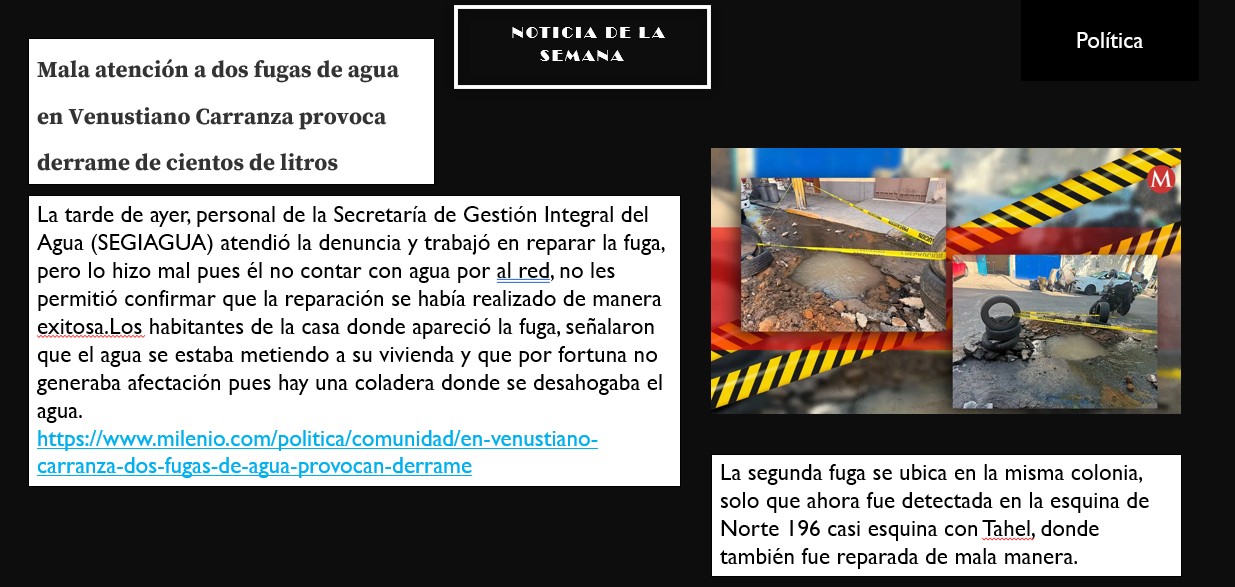 NOTICIA DE LA
SEMANA
Política
Mala atención a dos fugas de agua
en Venustiano Carranza provoca
derrame de cientos de litros
La tarde de ayer, personal de la Secretaría de Gestión Integral del
Agua (SEGIAGUA) atendió la denuncia y trabajó en reparar la fuga,
pero lo hizo mal pues él no contar con agua por al red, no les
permitió confirmar que la reparación se había realizado de manera
exitosa.Los habitantes de la casa donde apareció la fuga, señalaron
que el agua se estaba metiendo a su vivienda y que por fortuna no
generaba afectación pues hay una coladera donde se desahogaba el
agua.
https://www.milenio.com/politica/comunidad/en-venustiano-
carranza-dos-fugas-de-agua-provocan-derrame
M
La segunda fuga se ubica en la misma colonia,
solo que ahora fue detectada en la esquina de
Norte 196 casi esquina con Tahel, donde
también fue reparada de mala manera.